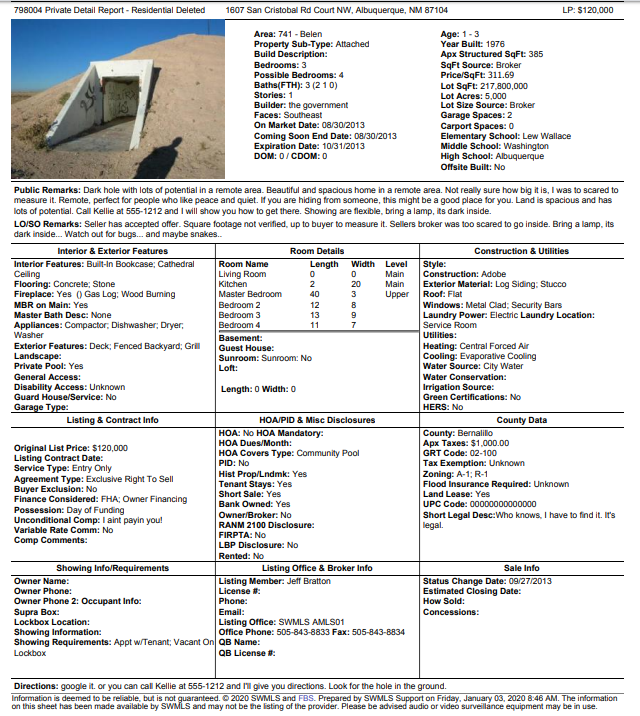 798004 Private Detail Report - Residential Deleted 1607 San Cristobal Rd Court NW, Albuquerque, NM 87104 LP: $120,000
Area: 741 - Belen
Property Sub-Type: Attached
Build Description:
Bedrooms: 3
Possible Bedrooms: 4
Baths(FTH): 3 (2 1 0)
Stories: 1
Builder: the government
Faces: Southeast
On Market Date: 08/30/2013
Coming Soon End Date: 08/30/2013
Expiration Date: 10/31/2013
DOM: 0 / CDOM: 0
Age: 1 - 3
Year Built: 1976
Apx Structured SqFt: 385
SqFt Source: Broker
Price/SqFt: 311.69
Lot SqFt: 217,800,000
Lot Acres: 5,000
Lot Size Source: Broker
Garage Spaces: 2
Carport Spaces: 0
Elementary School: Lew Wallace
Middle School: Washington
High School: Albuquerque
Offsite Built: No
Public Remarks: Dark hole with lots of potential in a remote area. Beautiful and spacious home in a remote area. Not really sure how big it is, I was to scared to
measure it. Remote, perfect for people who like peace and quiet. If you are hiding from someone, this might be a good place for you. Land is spacious and has
lots of potential. Call Kellie at 555-1212 and I will show you how to get there. Showing are flexible, bring a lamp, its dark inside.
LO/SO Remarks: Seller has accepted offer. Square footage not verified, up to buyer to measure it. Sellers broker was too scared to go inside. Bring a lamp, its
dark inside... Watch out for bugs... and maybe snakes..
Interior & Exterior Features
Interior Features: Built-In Bookcase; Cathedral
Ceiling
Flooring: Concrete; Stone
Fireplace: Yes () Gas Log; Wood Burning
MBR on Main: Yes
Master Bath Desc: None
Appliances: Compactor; Dishwasher; Dryer;
Washer
Exterior Features: Deck; Fenced Backyard; Grill
Landscape:
Private Pool: Yes
General Access:
Disability Access: Unknown
Guard House/Service: No
Garage Type:
Room Details
Room Name Length Width Level
Living Room 0 0 Main
Kitchen 2 20 Main
Master Bedroom 40 3 Upper
Bedroom 2 12 8
Bedroom 3 13 9
Bedroom 4 11 7
Basement:
Guest House:
Sunroom: Sunroom: No
Loft:
Length: 0 Width: 0
Construction & Utilities
Style:
Construction: Adobe
Exterior Material: Log Siding; Stucco
Roof: Flat
Windows: Metal Clad; Security Bars
Laundry Power: Electric Laundry Location:
Service Room
Utilities:
Heating: Central Forced Air
Cooling: Evaporative Cooling
Water Source: City Water
Water Conservation:
Irrigation Source:
Green Certifications: No
HERS: No
Listing & Contract Info
Original List Price: $120,000
Listing Contract Date:
Service Type: Entry Only
Agreement Type: Exclusive Right To Sell
Buyer Exclusion: No
Finance Considered: FHA; Owner Financing
Possession: Day of Funding
Unconditional Comp: I aint payin you!
Variable Rate Comm: No
Comp Comments:
HOA/PID & Misc Disclosures
HOA: No HOA Mandatory:
HOA Dues/Month:
HOA Covers Type: Community Pool
PID: No
Hist Prop/Lndmk: Yes
Tenant Stays: Yes
Short Sale: Yes
Bank Owned: Yes
Owner/Broker: No
RANM 2100 Disclosure:
FIRPTA: No
LBP Disclosure: No
Rented: No
County Data
County: Bernalillo
Apx Taxes: $1,000.00
GRT Code: 02-100
Tax Exemption: Unknown
Zoning: A-1; R-1
Flood Insurance Required: Unknown
Land Lease: Yes
UPC Code: 00000000000000
Short Legal Desc:Who knows, I have to find it. It's
legal.
Showing Info/Requirements
Owner Name:
Owner Phone:
Owner Phone 2: Occupant Info:
Supra Box:
Lockbox Location:
Showing Information:
Showing Requirements: Appt w/Tenant; Vacant On
Lockbox
Listing Office & Broker Info
Listing Member: Jeff Bratton
License #:
Phone:
Email:
Listing Office: SWMLS AMLS01
Office Phone: 505-843-8833 Fax: 505-843-8834
QB Name:
QB License #:
Sale Info
Status Change Date: 09/27/2013
Estimated Closing Date:
How Sold:
Concessions:
Directions: google it. or you can call Kellie at 555-1212 and I'll give you directions. Look for the hole in the ground.
Information is deemed to be reliable, but is not guaranteed. © 2020 SWMLS and FBS. Prepared by SWMLS Support on Friday, January 03, 2020 8:46 AM. The information
on this sheet has been made available by SWMLS and may not be the listing of the provider. Please be advised audio or video surveillance equipment may be in use.